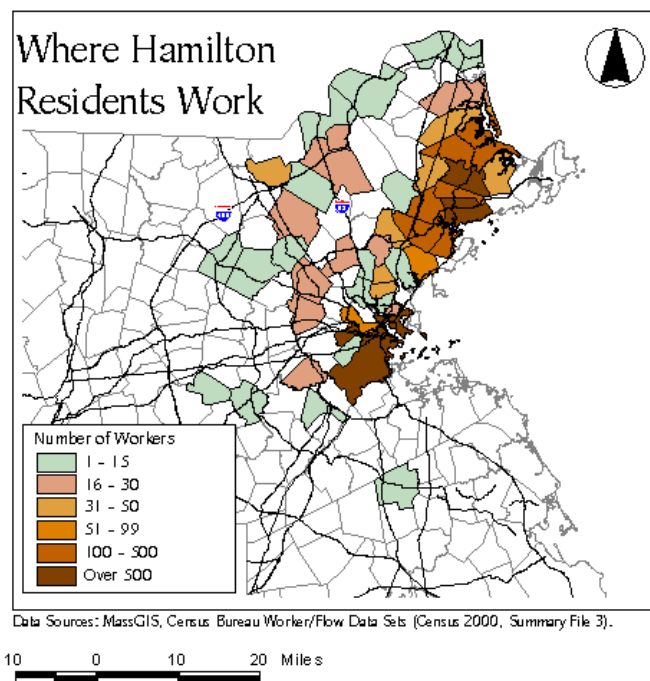 Where Hamilton
Residents Work
Number of Workers
1 - 15
16 - 30
31 - 50
51 - 99
100 - 500
Over 500
Data Sources: MassGIS, Census Bureau Worker/Flow Data Sets (Census 2000, Summary File 3).
10 0 10 20 Miles